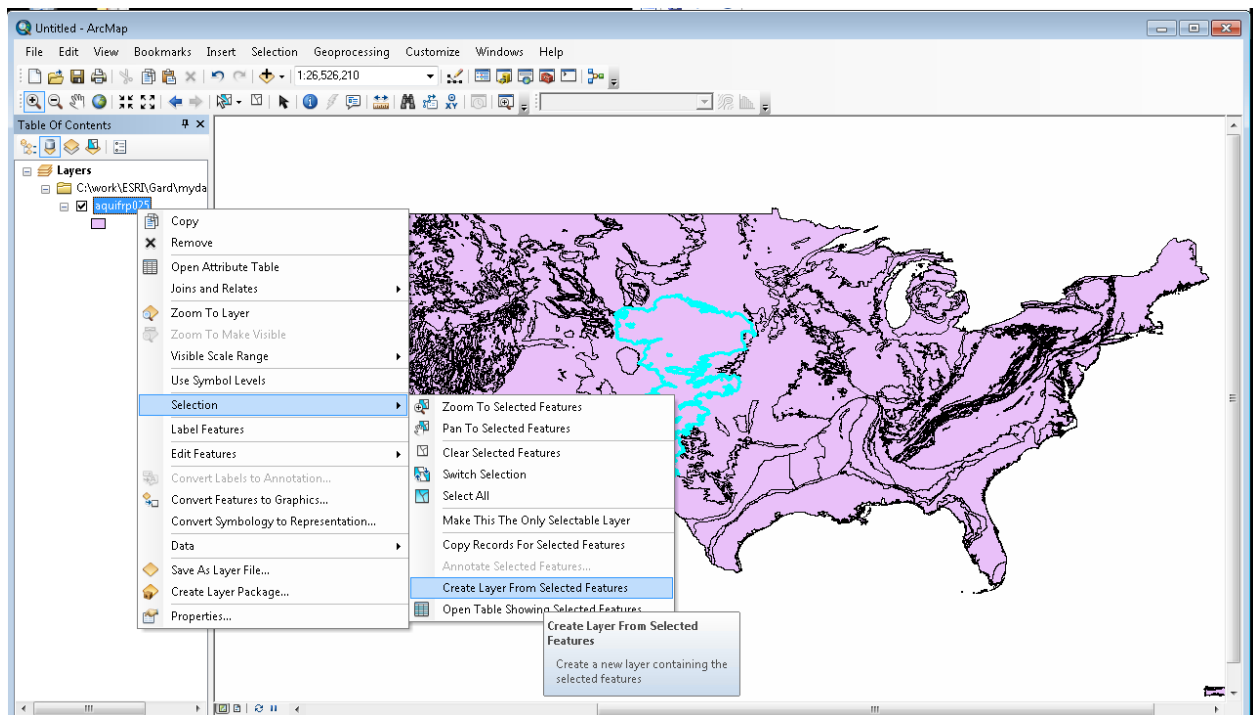 Untitled - ArcMap
File Edit View Bookmarks Insert Selection Geoprocessing Customize Windows Help
1:26,526,210
Table Of Contents
Layers
C:\work\ESRI\Gard\myda
aquifrp025
Copy
Remove
Open Attribute Table
Joins and Relates
Zoom To Layer
Zoom To Make Visible
Visible Scale Range
Use Symbol Levels
Selection
Label Features
Edit Features
Convert Labels to Annotation...
Convert Features to Graphics...
Convert Symbology to Representation...
Data
Save As Layer File...
Create Layer Package...
Properties...
Zoom To Selected Features
Pan To Selected Features
Clear Selected Features
Switch Selection
Select All
Make This The Only Selectable Layer
Copy Records For Selected Features
Annotate Selected Features...
Create Layer From Selected Features
Open Table Showing Selected Features
Create Layer From Selected
Features
Create a new layer containing the
selected features